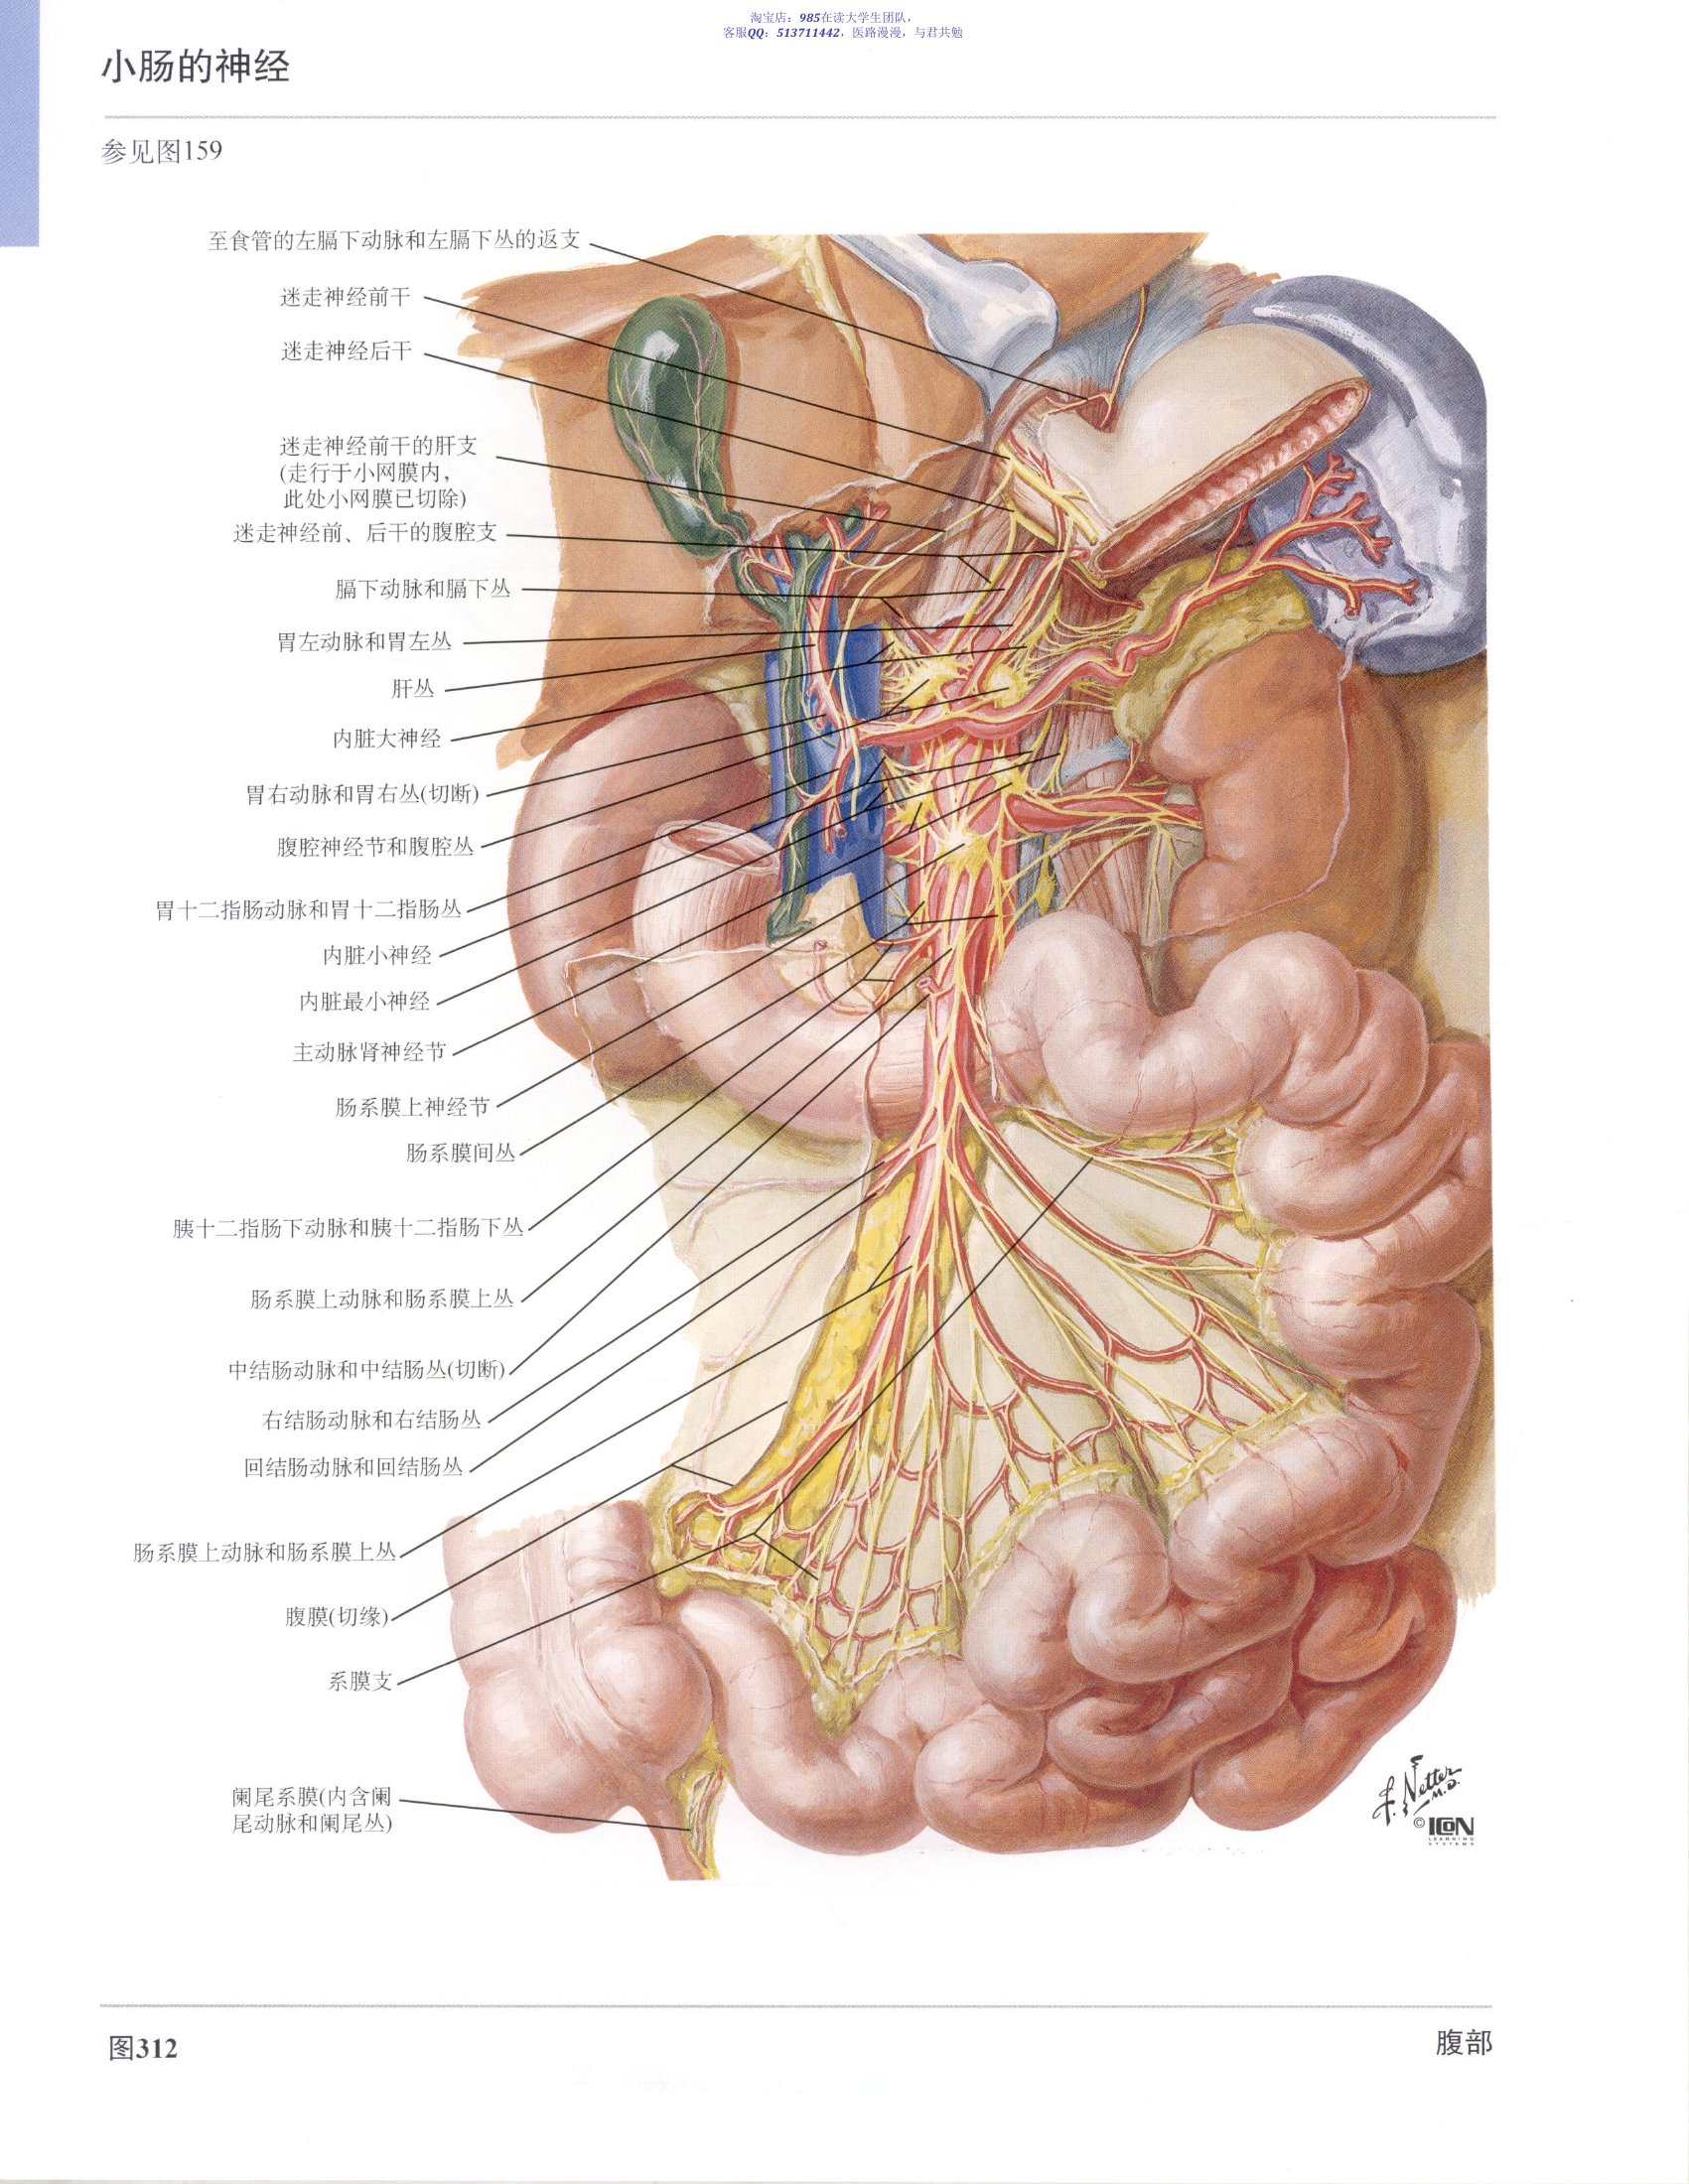 淘宝店：985在读大学生团队，
客服QQ：513711442，医路漫漫，与君共勉
小肠的神经
参见图159
至食管的左膈下动脉和左膈下丛的返支
迷走神经前干
迷走神经后干
迷走神经前干的肝支
(走行于小网膜内，
此处小网膜已切除)
迷走神经前、后干的腹腔支
膈下动脉和膈下丛
胃左动脉和胃左丛
肝丛
内脏大神经
胃右动脉和胃右丛(切断)
腹腔神经节和腹腔丛
胃十二指肠动脉和胃十二指肠丛
内脏小神经
内脏最小神经
主动脉肾神经节
肠系膜上神经节
肠系膜间丛
胰十二指肠下动脉和胰十二指肠下丛
肠系膜上动脉和肠系膜上丛
中结肠动脉和中结肠丛(切断)
右结肠动脉和右结肠丛
回结肠动脉和回结肠丛
肠系膜上动脉和肠系膜上丛
腹膜(切缘)
系膜支
阑尾系膜(内含阑
尾动脉和阑尾丛)
F. Netter
M.D.
© ICON
LEARNING
SYSTEMS
图312
腹部